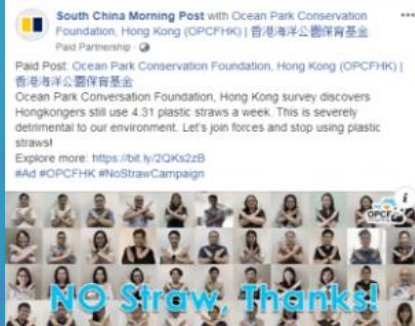 South China Morning Post with Ocean Park Conservation
Foundation, Hong Kong (OPCFHK) | 香港海洋公園保育基金
Paid Partnership ·
Paid Post: Ocean Park Conservation Foundation, Hong Kong (OPCFHK) |
香港海洋公園保育基金
Ocean Park Conversation Foundation, Hong Kong survey discovers
Hongkongers still use 4.31 plastic straws a week. This is severely
detrimental to our environment. Let's join forces and stop using plastic
straws!
Explore more: https://bit.ly/2QKs2zB
#Ad #OPCFHK #NoStrawCampaign
OPCF
NO Straw, Thanks!